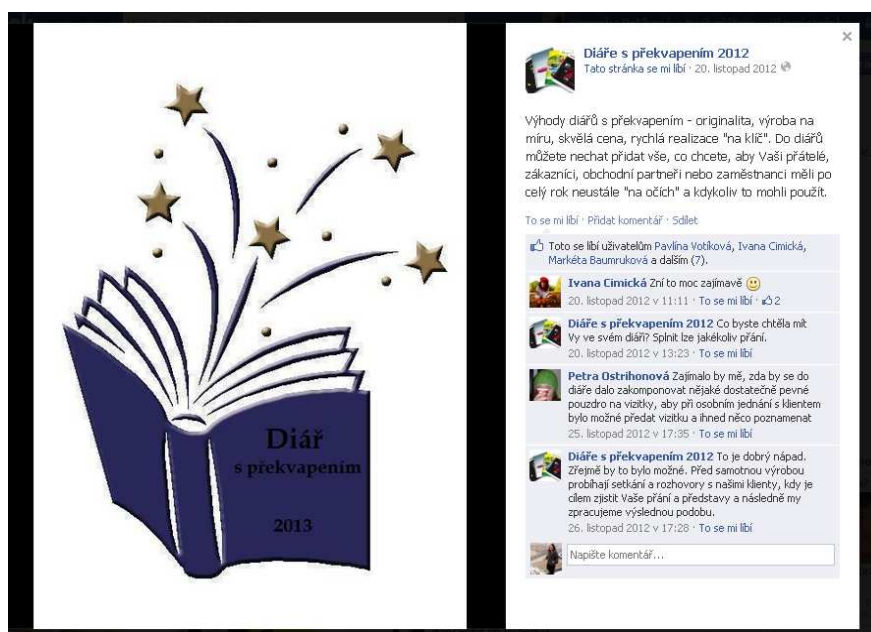 Diář
s překvapením
2013
Diáře s překvapením 2012
Tato stránka se mi líbí · 20. listopad 2012
Výhody diářů s překvapením - originalita, výroba na
míru, skvělá cena, rychlá realizace "na klíč". Do diářů
můžete nechat přidat vše, co chcete, aby Vaši přátelé,
zákazníci, obchodní partneři nebo zaměstnanci měli po
celý rok neustále "na očích" a kdykoliv to mohli použít.
To se mi líbí · Přidat komentář · Sdílet
Toto se líbí uživatelům Pavlína Votíková, Ivana Cimická,
Markéta Baumruková a dalším (7).
Ivana Cimická Zní to moc zajímavě
20. listopad 2012 v 11:11 · To se mi líbí · 2
Diáře s překvapením 2012 Co byste chtěla mít
Vy ve svém diáři? Splnit lze jakékoliv přání.
20. listopad 2012 v 13:23 · To se mi líbí
Petra Ostrihonová Zajímalo by mě, zda by se do
diáře dalo zakomponovat nějaké dostatečně pevné
pouzdro na vizitky, aby při osobním jednání s klientem
bylo možné předat vizitku a ihned něco poznamenat
25. listopad 2012 v 17:35 · To se mi líbí
Diáře s překvapením 2012 To je dobrý nápad.
Zřejmě by to bylo možné. Před samotnou výrobou
probíhají setkání a rozhovory s našimi klienty, kdy je
cílem zjistit Vaše přání a představy a následně my
zpracujeme výslednou podobu.
26. listopad 2012 v 17:28 · To se mi líbí
Napište komentář...